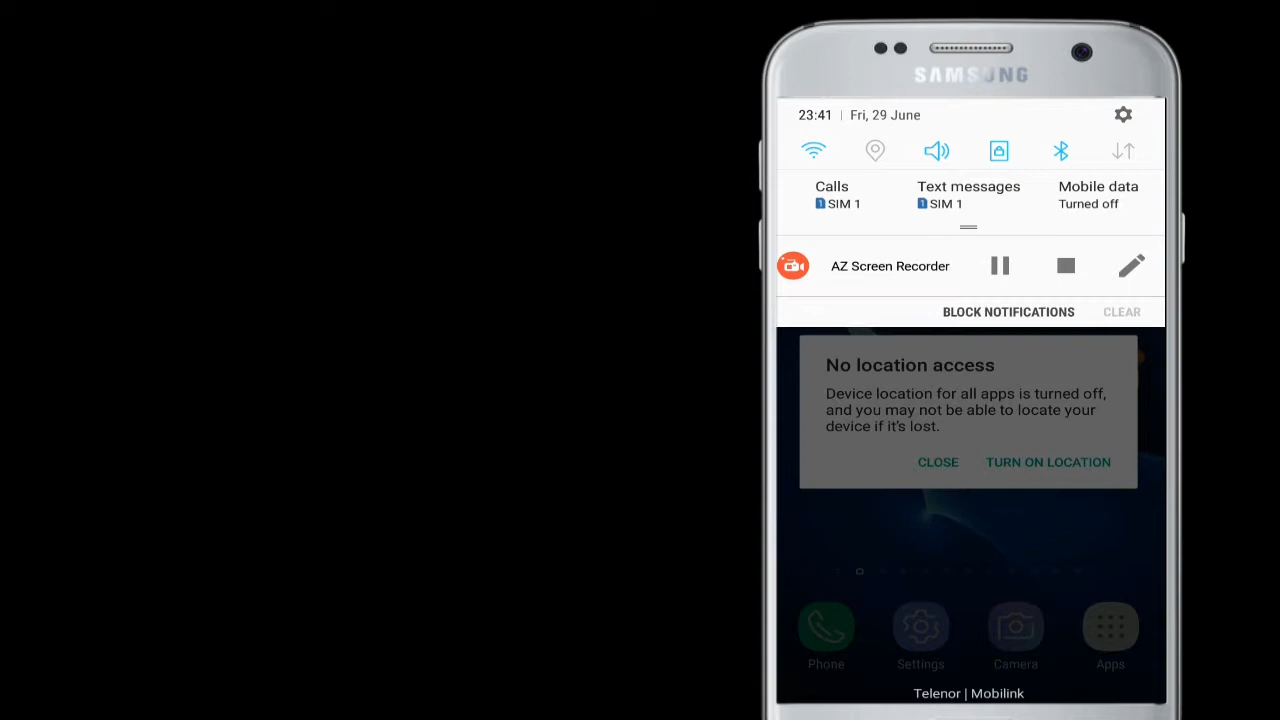 SAMSUNG
23:41 | Fri, 29 June
Calls Text messages Mobile data
1 SIM 1 1 SIM 1 Turned off
AZ Screen Recorder
BLOCK NOTIFICATIONS CLEAR
No location access
Device location for all apps is turned off,
and you may not be able to locate your
device if it's lost.
CLOSE TURN ON LOCATION
Phone Settings Camera Apps
Telenor | Mobilink